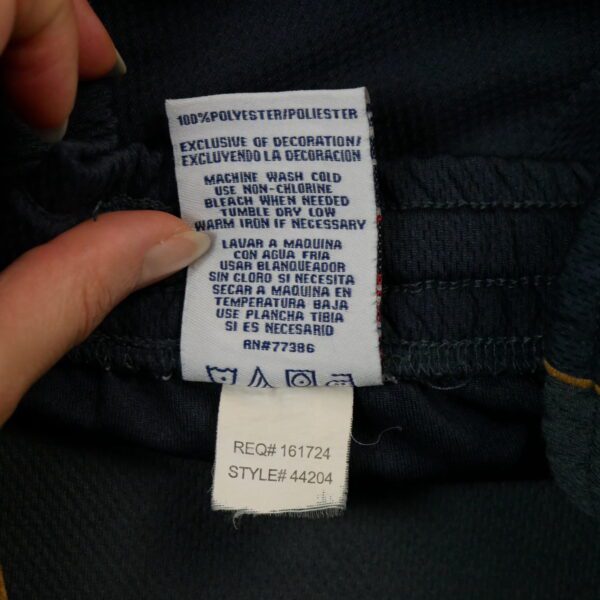 100%POLYESTER/POLIESTER
EXCLUSIVE OF DECORATION/
EXCLUYENDO LA DECORACION
MACHINE WASH COLD
USE NON-CHLORINE
BLEACH WHEN NEEDED
TUMBLE DRY LOW
WARM IRON IF NECESSARY
LAVAR A MAQUINA
CON AGUA FRIA
USAR BLANQUEADOR
SIN CLORO SI NECESITA
SECAR A MAQUINA EN
TEMPERATURA BAJA
USE PLANCHA TIBIA
SI ES NECESARIO
RN#77386
REQ# 161724
STYLE# 44204